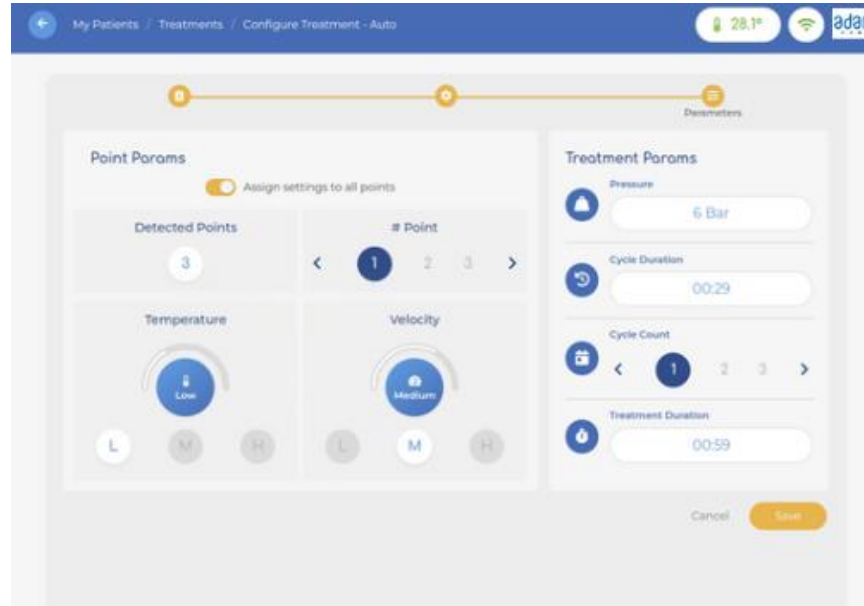 My Patients / Treatments / Configure Treatment - Auto
28.1°
Parameters
Point Params
Assign settings to all points
Detected Points
3
# Point
1 2 3
Temperature
Low
L M H
Velocity
Medium
L M H
Treatment Params
Pressure
6 Bar
Cycle Duration
00:29
Cycle Count
1 2 3
Treatment Duration
00:59
Cancel
Save